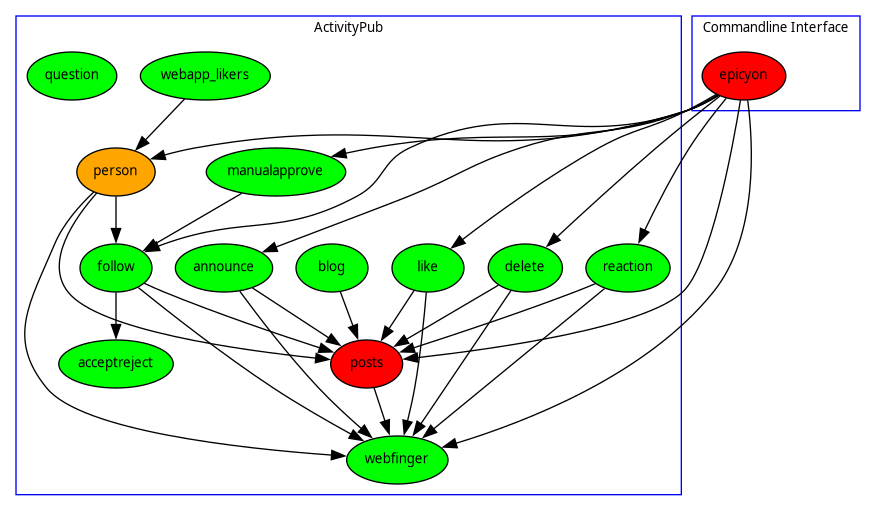 ActivityPub
Commandline Interface
question
webapp_likers
epicyon
person
manualapprove
follow
announce
blog
like
delete
reaction
acceptreject
posts
webfinger